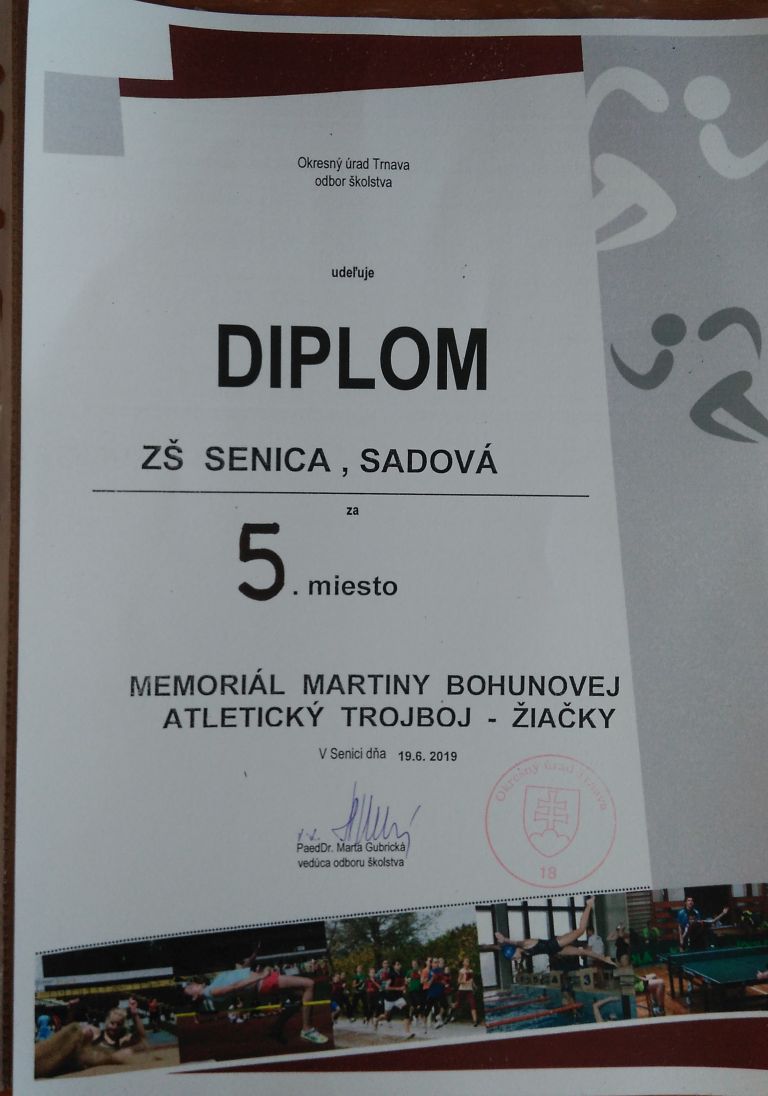 Okresný úrad Trnava
odbor školstva
udeľuje
DIPLOM
ZŠ SENICA , SADOVÁ
za
5 . miesto
MEMORIÁL MARTINY BOHUNOVEJ
ATLETICKÝ TROJBOJ - ŽIAČKY
V Senici dňa 19.6. 2019
PaedDr. Marta Gubrická
vedúca odboru školstva
Okresný úrad Trnava
18